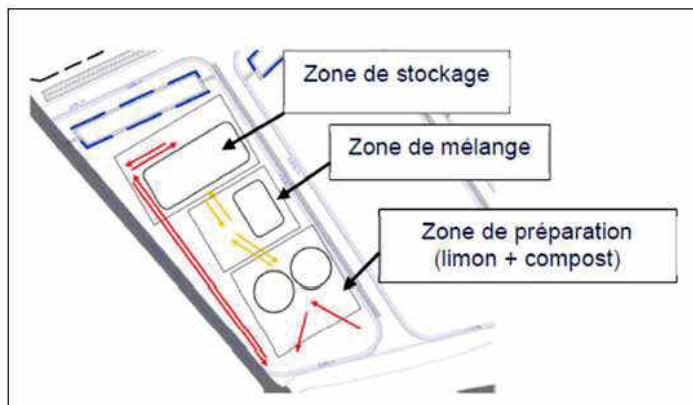 Zone de stockage
Zone de mélange
Zone de préparation
(limon + compost)